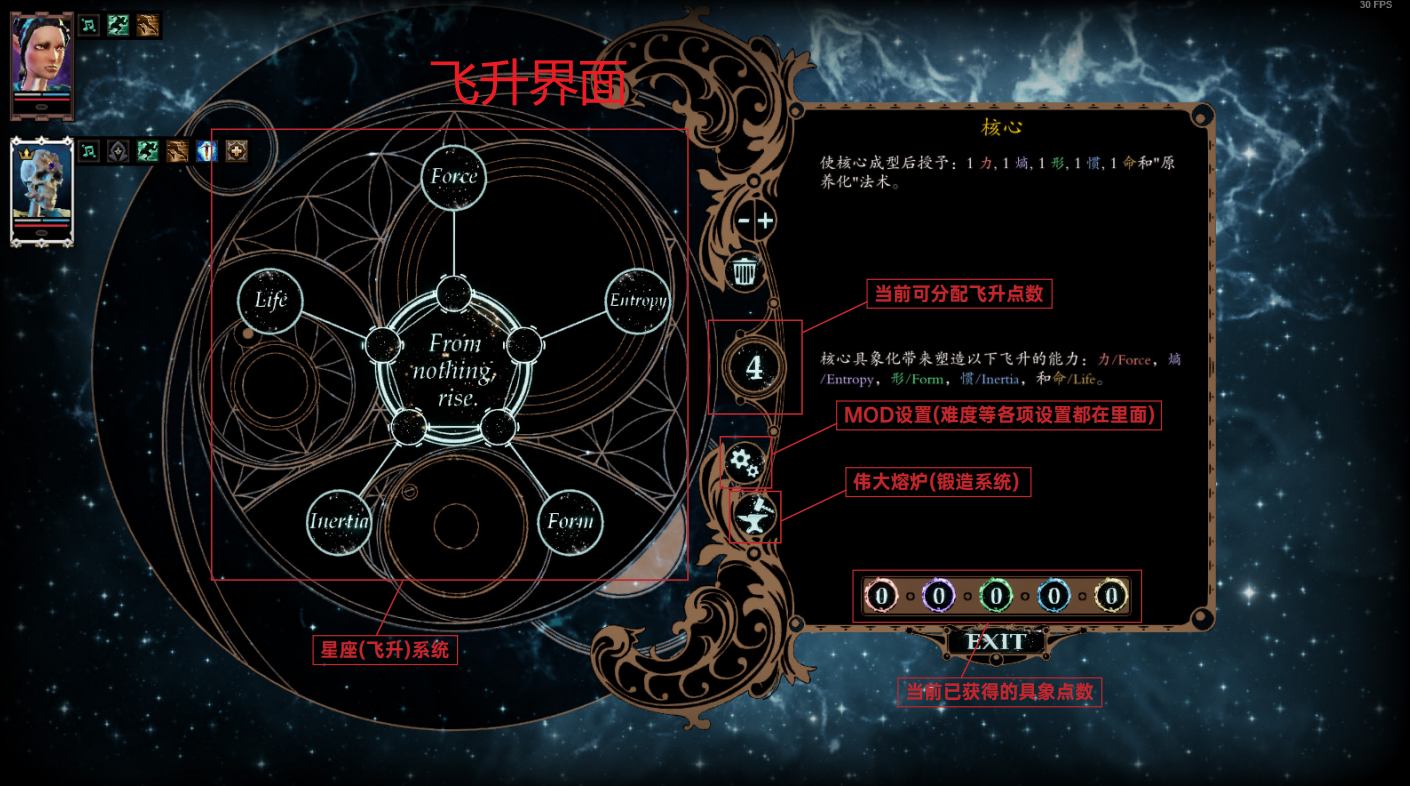 30 FPS
飞升界面
核心
使核心成型后授予：1 力, 1 熵, 1 形, 1 惯, 1 命和"原
养化"法术。
Force
Life
Entropy
From
nothing,
rise.
Inertia
Form
当前可分配飞升点数
4
核心具象化带来塑造以下飞升的能力：力/Force，熵
/Entropy，形/Form，惯/Inertia，和命/Life。
MOD设置(难度等各项设置都在里面)
伟大熔炉(锻造系统)
0 0 0 0 0
EXIT
星座(飞升)系统
当前已获得的具象点数